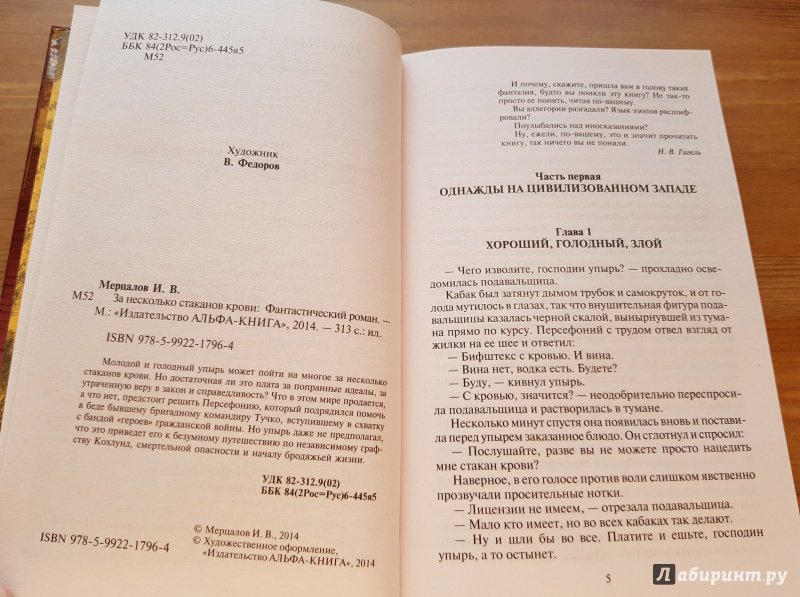 УДК 82-312.9(02)
ББК 84(2Рос=Рус)6-445я5
М52
Художник
В. Федоров
Мерцалов И. В.
М52 За несколько стаканов крови: Фантастический роман. —
М.: «Издательство АЛЬФА-КНИГА», 2014. — 313 с.: ил.
ISBN 978-5-9922-1796-4
Молодой и голодный упырь может пойти на многое за несколько
стаканов крови. Но достаточная ли это плата за попранные идеалы, за
утраченную веру в закон и справедливость? Что в этом мире продается,
а что нет, предстоит решить Персефонию, который подрядился помочь
в беде бывшему бригадному командиру Тучко, вступившему в схватку
с бандой «героев» гражданской войны. Но упырь даже не предполагал,
что это приведет его к безумному путешествию по независимому граф-
ству Кохлунд, смертельной опасности и началу бродяжьей жизни.
УДК 82-312.9(02)
ББК 84(2Рос=Рус)6-445я5
© Мерцалов И. В., 2014
© Художественное оформление,
ISBN 978-5-9922-1796-4 «Издательство АЛЬФА-КНИГА», 2014
И почему, скажите, пришла вам в голову такая
фантазия, будто вы поняли эту книгу? Не так-то
просто ее понять, читая по-вашему.
Вы аллегории разгадали? Язык эзопов расшиф-
ровали?
Поулыбались над иносказаниями?
Ну, ежели, по-вашему, это и значит прочитать
книгу, так ничего вы не поняли.
Н. В. Гигель
Часть первая
ОДНАЖДЫ НА ЦИВИЛИЗОВАННОМ ЗАПАДЕ
Глава 1
ХОРОШИЙ, ГОЛОДНЫЙ, ЗЛОЙ
— Чего изволите, господин упырь? — прохладно осве-
домилась подавальщица.
Кабак был затянут дымом трубок и самокруток, и от го-
лода мутилось в глазах, так что внушительная фигура пода-
вальщицы казалась черной скалой, вынырнувшей из тума-
на прямо по курсу. Персефоний с трудом отвел взгляд от
жилки на ее шее и ответил:
— Бифштекс с кровью. И вина.
— Вина нет, водка есть. Будете?
— Буду, — кивнул упырь.
— С кровью, значится? — неодобрительно переспроси-
ла подавальщица и растворилась в тумане.
Несколько минут спустя она появилась вновь и постави-
ла перед упырем заказанное блюдо. Он сглотнул и спросил:
— Послушайте, разве вы не можете просто нацедить
мне стакан крови?
Наверное, в его голосе против воли слишком явственно
прозвучали просительные нотки.
— Лицензии не имеем, — отрезала подавальщица.
— Мало кто имеет, но во всех кабаках так делают.
— Ну и шли бы во все. Платите и ешьте, господин
упырь, а то остынет.
5
Лабиринт.ру